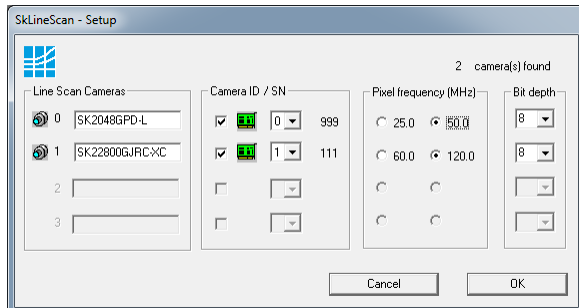 SkLineScan - Setup
2 camera(s) found
Line Scan Cameras Camera ID / SN Pixel frequency (MHz) Bit depth
0 SK2048GPD-L 0 999 25.0 50.0 8
1 SK22800GJRC-XC 1 111 60.0 120.0 8
2
3
Cancel OK